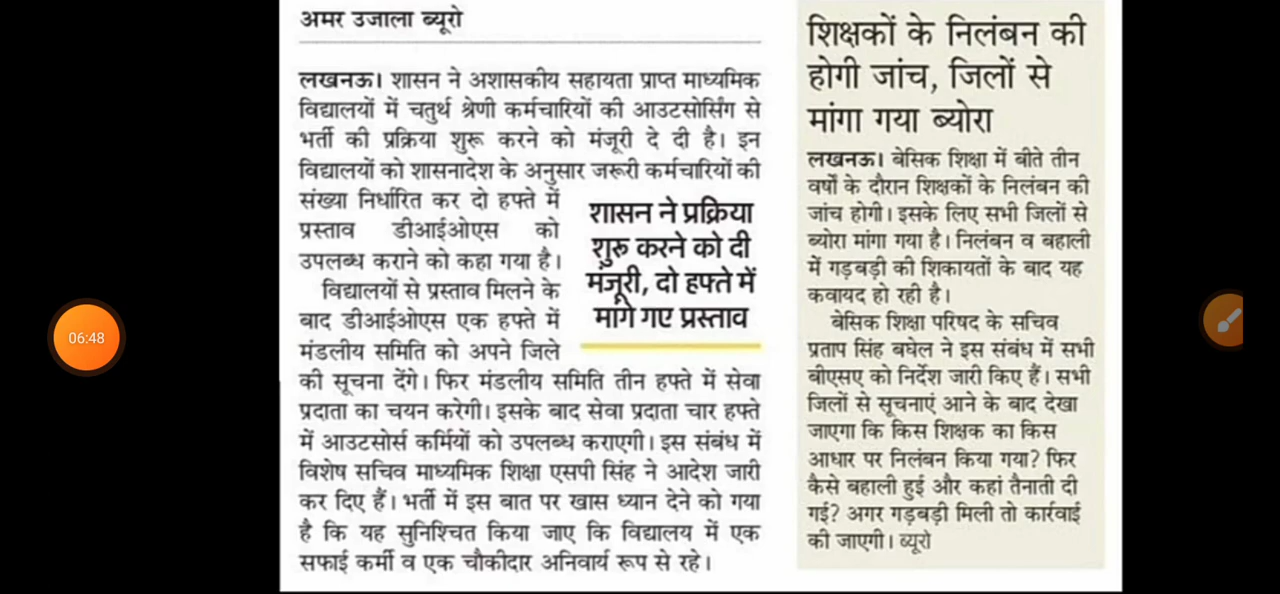 अमर उजाला ब्यूरो
लखनऊ। शासन ने अशासकीय सहायता प्राप्त माध्यमिक
विद्यालयों में चतुर्थ श्रेणी कर्मचारियों की आउटसोर्सिंग से
भर्ती की प्रक्रिया शुरू करने को मंजूरी दे दी है। इन
विद्यालयों को शासनादेश के अनुसार जरूरी कर्मचारियों की
संख्या निर्धारित कर दो हफ्ते में
प्रस्ताव डीआईओएस को
उपलब्ध कराने को कहा गया है।
विद्यालयों से प्रस्ताव मिलने के
बाद डीआईओएस एक हफ्ते में
मंडलीय समिति को अपने जिले
की सूचना देंगे। फिर मंडलीय समिति तीन हफ्ते में सेवा
प्रदाता का चयन करेगी। इसके बाद सेवा प्रदाता चार हफ्ते
में आउटसोर्स कर्मियों को उपलब्ध कराएगी। इस संबंध में
विशेष सचिव माध्यमिक शिक्षा एसपी सिंह ने आदेश जारी
कर दिए हैं। भर्ती में इस बात पर खास ध्यान देने को गया
है कि यह सुनिश्चित किया जाए कि विद्यालय में एक
सफाई कर्मी व एक चौकीदार अनिवार्य रूप से रहे।
शासन ने प्रक्रिया
शुरू करने को दी
मंजूरी, दो हफ्ते में
मांगे गए प्रस्ताव
शिक्षकों के निलंबन की
होगी जांच, जिलों से
मांगा गया ब्योरा
लखनऊ। बेसिक शिक्षा में बीते तीन
वर्षों के दौरान शिक्षकों के निलंबन की
जांच होगी। इसके लिए सभी जिलों से
ब्योरा मांगा गया है। निलंबन व बहाली
में गड़बड़ी की शिकायतों के बाद यह
कवायद हो रही है।
बेसिक शिक्षा परिषद के सचिव
प्रताप सिंह बघेल ने इस संबंध में सभी
बीएसए को निर्देश जारी किए हैं। सभी
जिलों से सूचनाएं आने के बाद देखा
जाएगा कि किस शिक्षक का किस
आधार पर निलंबन किया गया? फिर
कैसे बहाली हुई और कहां तैनाती दी
गई? अगर गड़बड़ी मिली तो कार्रवाई
की जाएगी। ब्यूरो
06:48